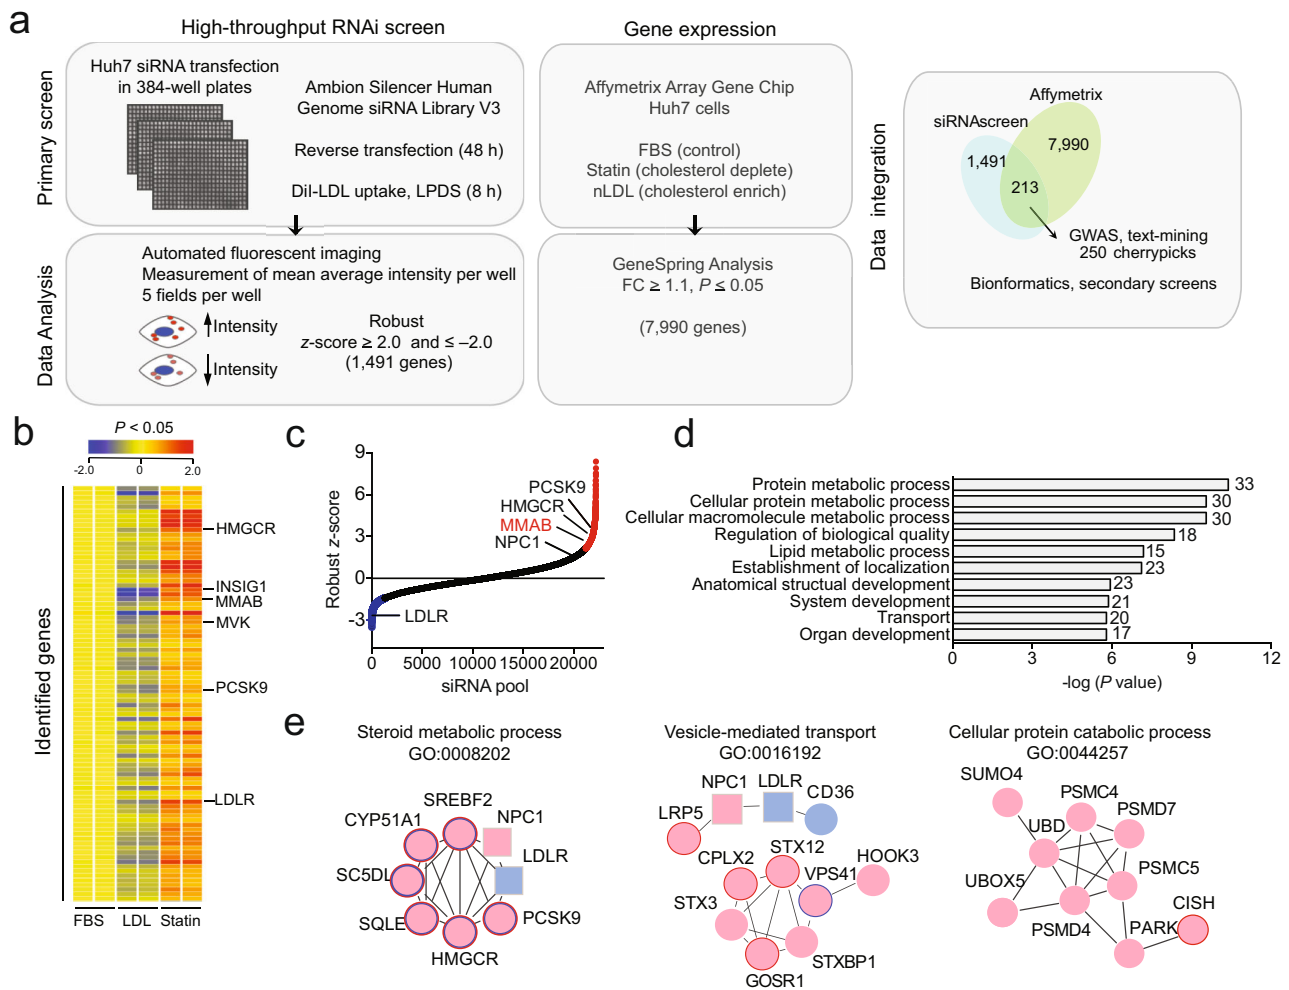 a
High-throughput RNAi screen
Gene expression
Primary screen
Huh7 siRNA transfection
in 384-well plates
Ambion Silencer Human
Genome siRNA Library V3
Reverse transfection (48 h)
Dil-LDL uptake, LPDS (8 h)
Affymetrix Array Gene Chip
Huh7 cells
FBS (control)
Statin (cholesterol deplete)
nLDL (cholesterol enrich)
Data Analysis
Automated fluorescent imaging
Measurement of mean average intensity per well
5 fields per well
Intensity
Intensity
Robust
z-score ≥ 2.0 and ≤ –2.0
(1,491 genes)
GeneSpring Analysis
FC ≥ 1.1, P ≤ 0.05
(7,990 genes)
Data integration
Affymetrix
siRNAscreen
7,990
1,491
213
GWAS, text-mining
250 cherrypicks
Bionformatics, secondary screens
b
P < 0.05
-2.0 0 2.0
Identified genes
HMGCR
INSIG1
MMAB
MVK
PCSK9
LDLR
FBS LDL Statin
c
Robust z-score
9
6
3
0
-3
PCSK9
HMGCR
MMAB
NPC1
LDLR
0 5000 10000 15000 20000
siRNA pool
d
Protein metabolic process 33
Cellular protein metabolic process 30
Cellular macromolecule metabolic process 30
Regulation of biological quality 18
Lipid metabolic process 15
Establishment of localization 23
Anatomical structual development 23
System development 21
Transport 20
Organ development 17
0 3 6 9 12
-log (P value)
e
Steroid metabolic process
GO:0008202
SREBF2
CYP51A1
NPC1
LDLR
SC5DL
SQLE
PCSK9
HMGCR
Vesicle-mediated transport
GO:0016192
NPC1
LDLR
CD36
LRP5
STX12
CPLX2
VPS41
HOOK3
STX3
STXBP1
GOSR1
Cellular protein catabolic process
GO:0044257
SUMO4
PSMC4
PSMD7
UBD
PSMC5
UBOX5
CISH
PSMD4
PARK